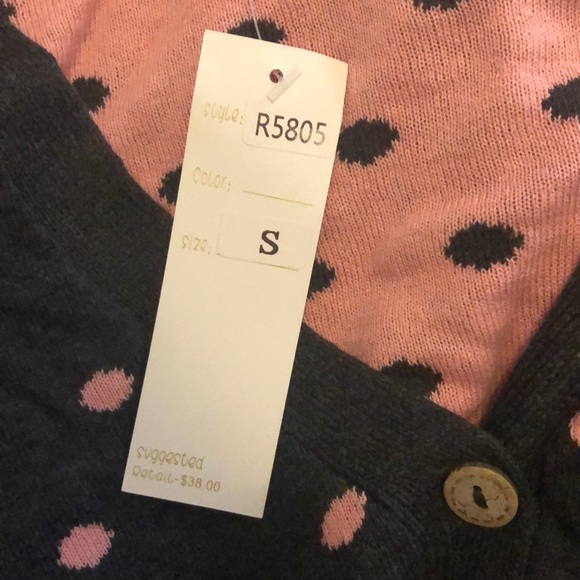 style: R5805
Color:
size: S
suggested
Retail-$38.00